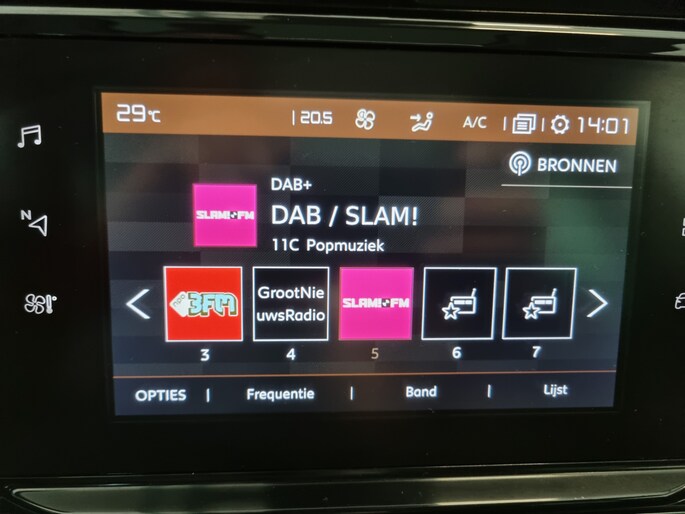 29°C | 20.5 A/C | | 14:01
BRONNEN
DAB+
DAB / SLAM!
11C Popmuziek
SLAM!FM
3FM
GrootNie
uwsRadio
SLAM!FM
3 4 5 6 7
OPTIES | Frequentie | Band | Lijst
N